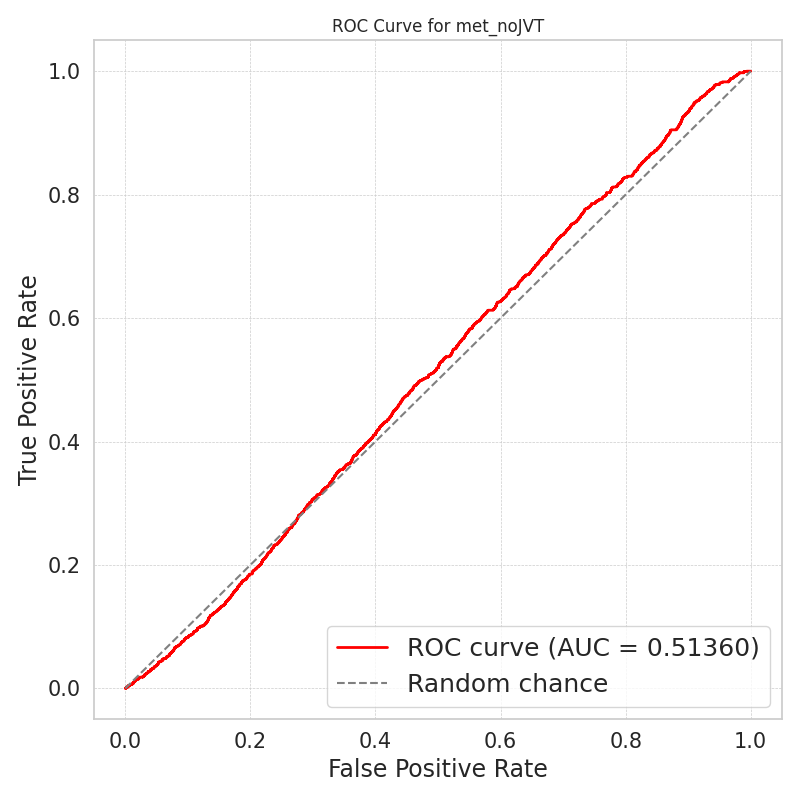 ROC Curve for met_noJVT
1.0
0.8
0.6
0.4
0.2
0.0
True Positive Rate
ROC curve (AUC = 0.51360)
Random chance
0.0 0.2 0.4 0.6 0.8 1.0
False Positive Rate